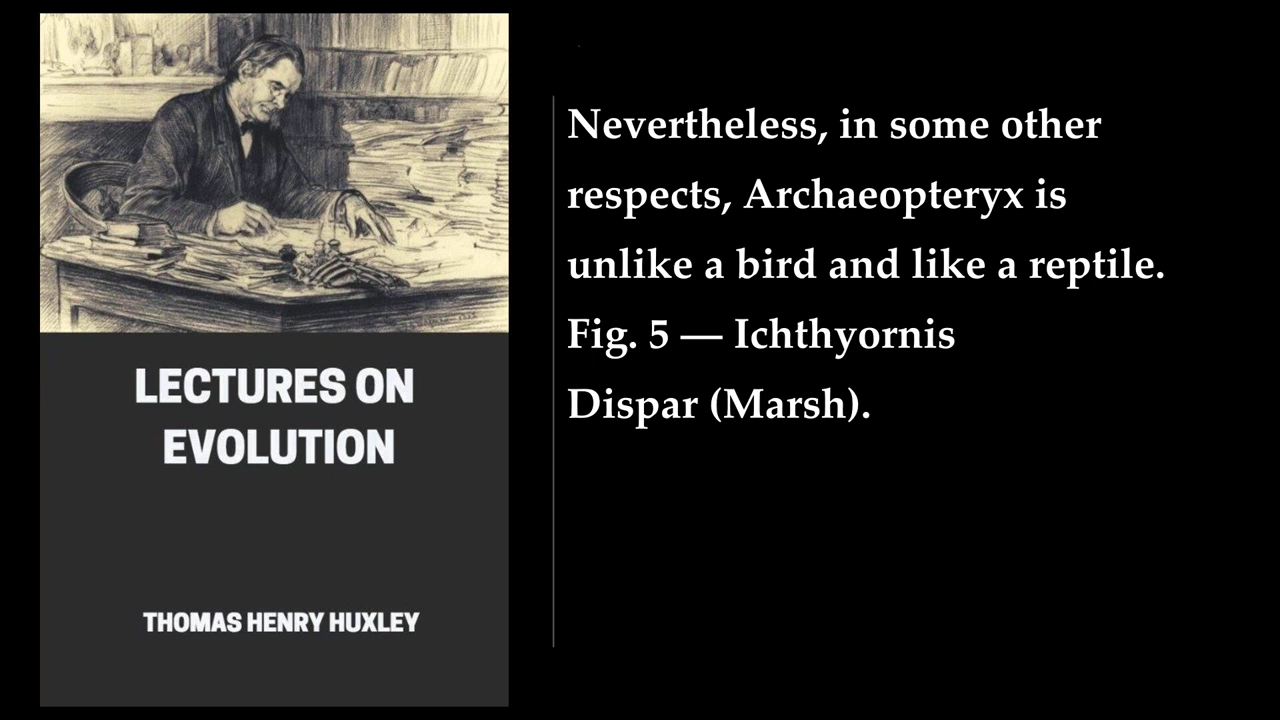 LECTURES ON
EVOLUTION
THOMAS HENRY HUXLEY
Nevertheless, in some other
respects, Archaeopteryx is
unlike a bird and like a reptile.
Fig. 5 — Ichthyornis
Dispar (Marsh).